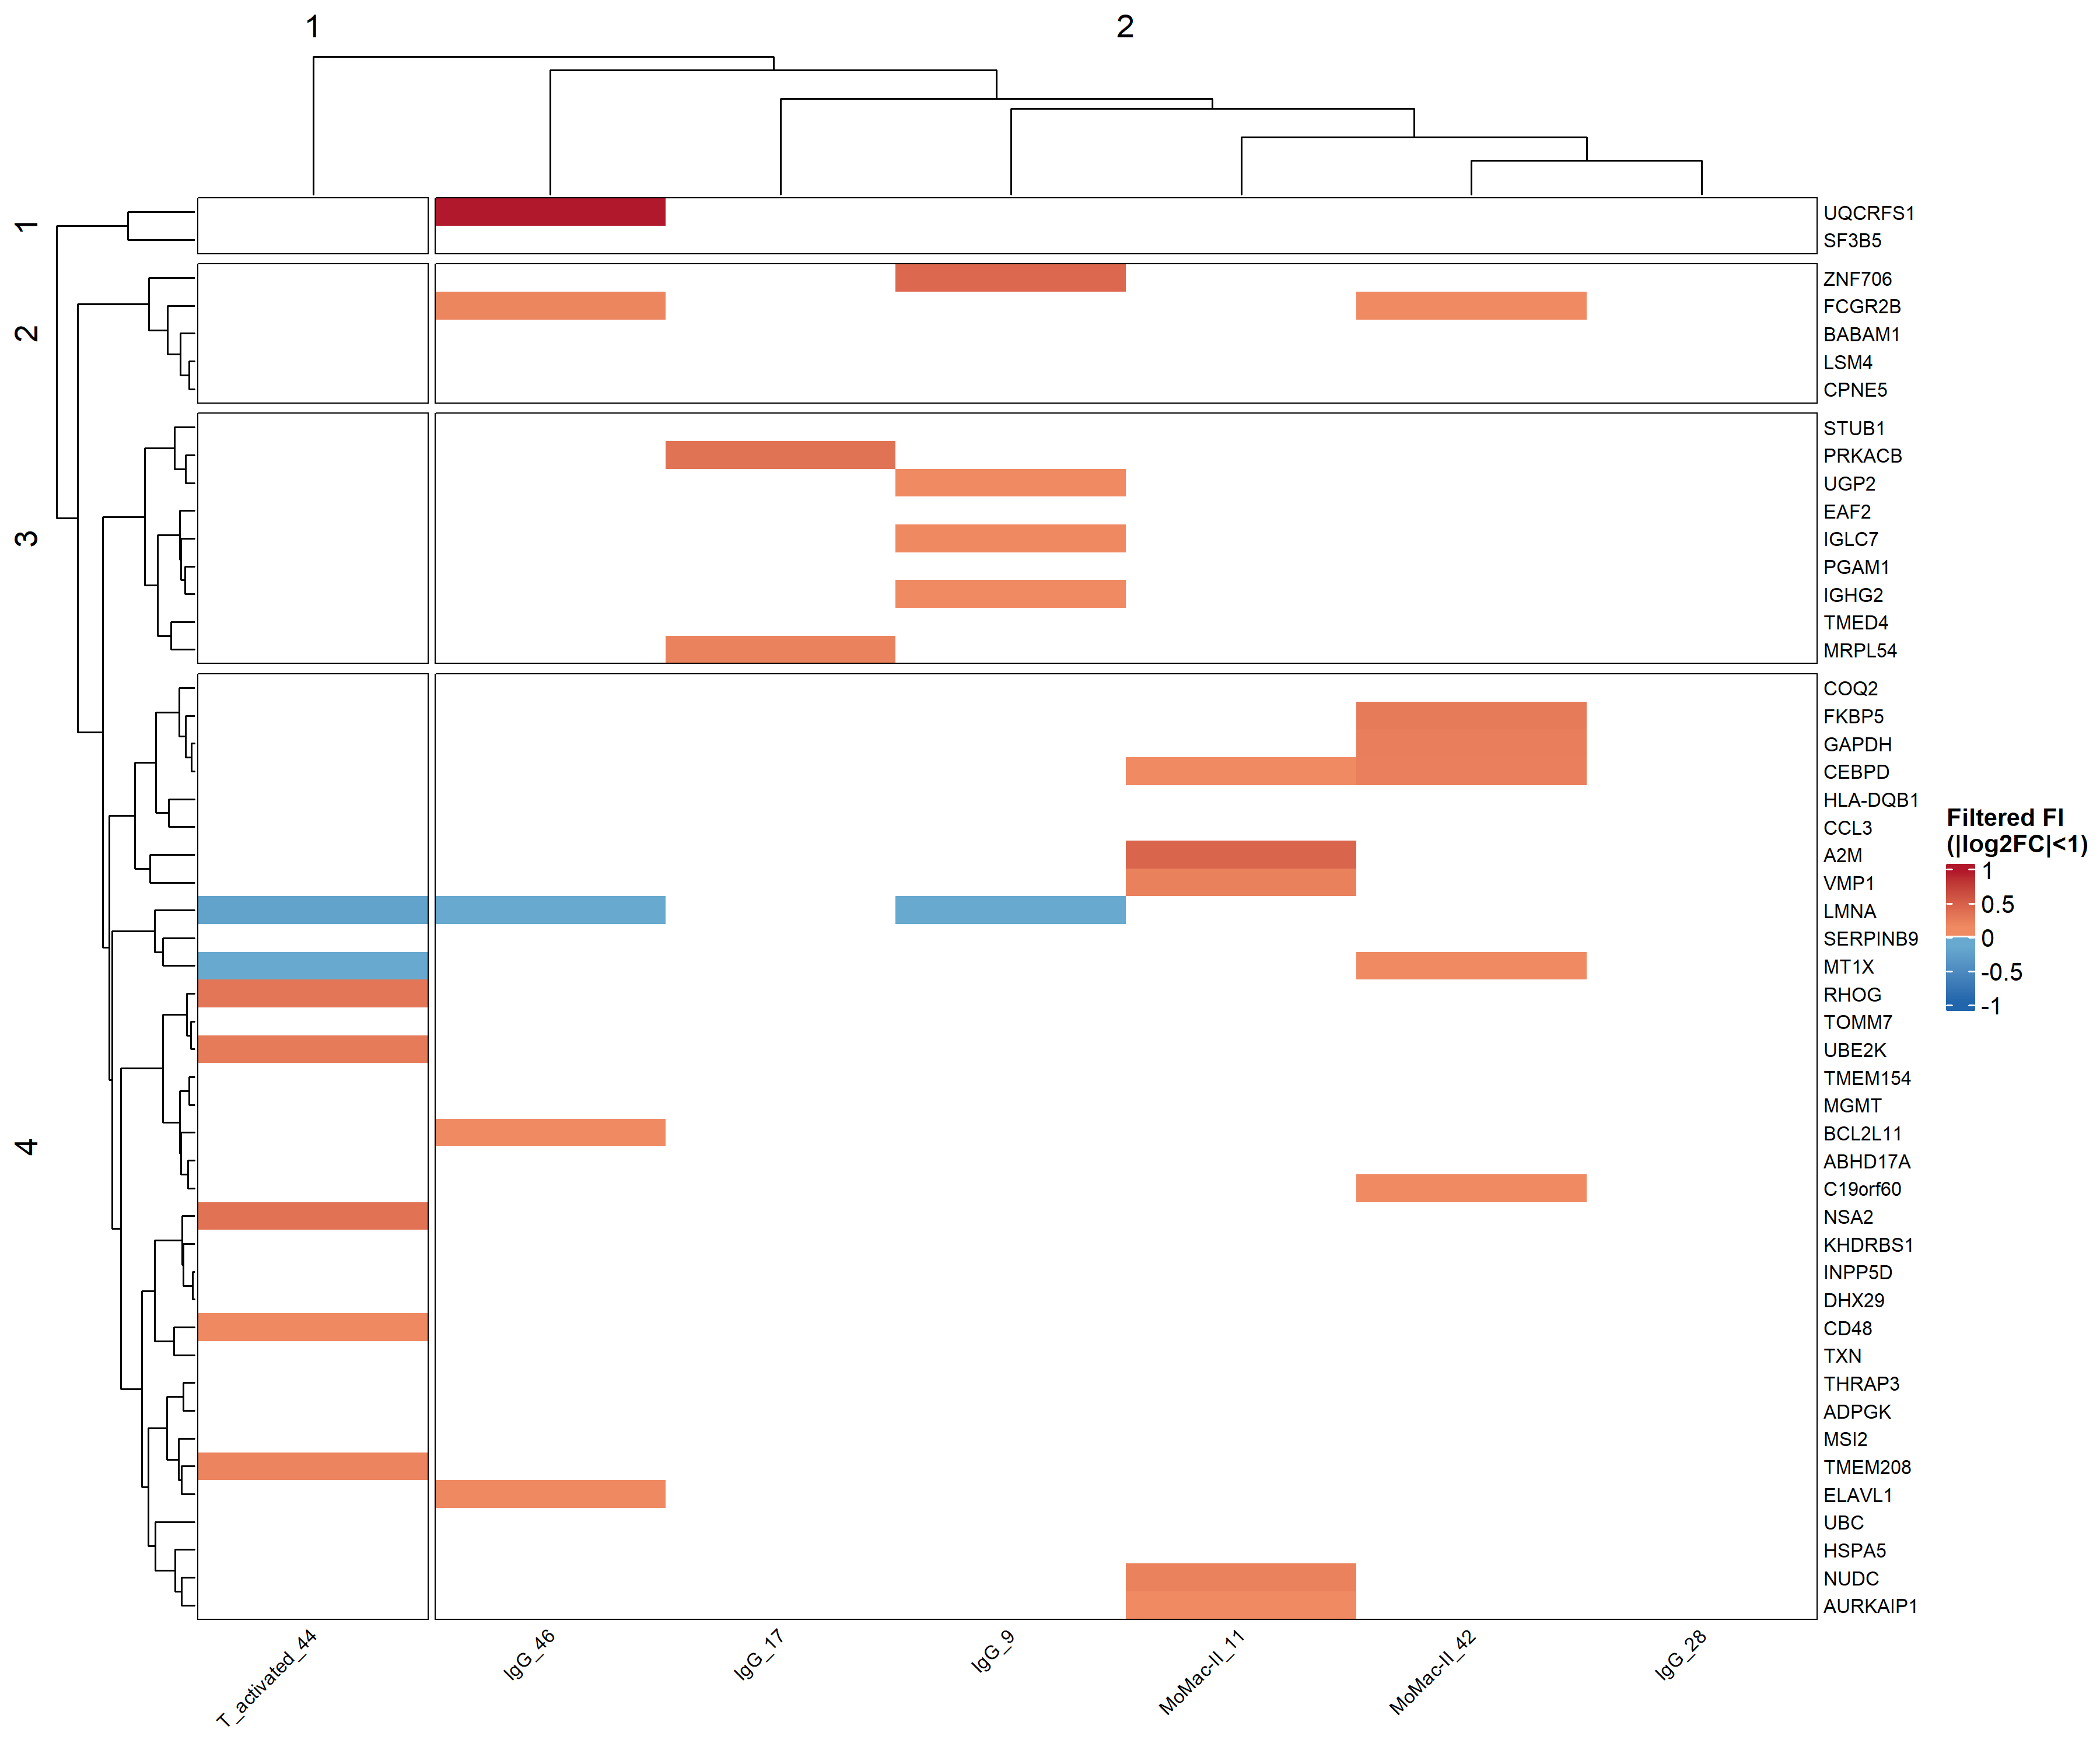 1
2
1
2
3
4
UQCRFS1
SF3B5
ZNF706
FCGR2B
BABAM1
LSM4
CPNE5
STUB1
PRKACB
UGP2
EAF2
IGLC7
PGAM1
IGHG2
TMED4
MRPL54
COQ2
FKBP5
GAPDH
CEBPD
HLA-DQB1
CCL3
A2M
VMP1
LMNA
SERPINB9
MT1X
RHOG
TOMM7
UBE2K
TMEM154
MGMT
BCL2L11
ABHD17A
C19orf60
NSA2
KHDRBS1
INPP5D
DHX29
CD48
TXN
THRAP3
ADPGK
MSI2
TMEM208
ELAVL1
UBC
HSPA5
NUDC
AURKAIP1
Filtered FI
(|log2FC|<1)
1
0.5
0
-0.5
-1
T_activated_44
IgG_46
IgG_17
IgG_9
MoMac-II_11
MoMac-II_42
IgG_28